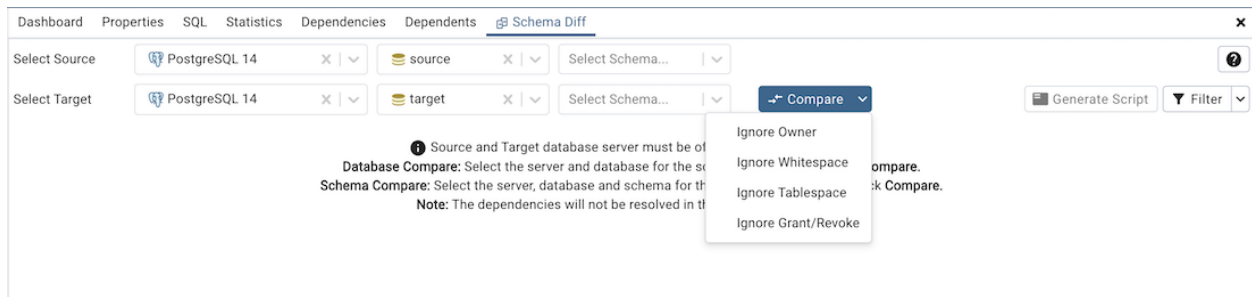 Dashboard Properties SQL Statistics Dependencies Dependents Schema Diff
Select Source PostgreSQL 14 source Select Schema...
Select Target PostgreSQL 14 target Select Schema... Compare Generate Script Filter
Ignore Owner
Ignore Whitespace
Ignore Tablespace
Ignore Grant/Revoke
Source and Target database server must be of
Database Compare: Select the server and database for the so ompare.
Schema Compare: Select the server, database and schema for th k Compare.
Note: The dependencies will not be resolved in th